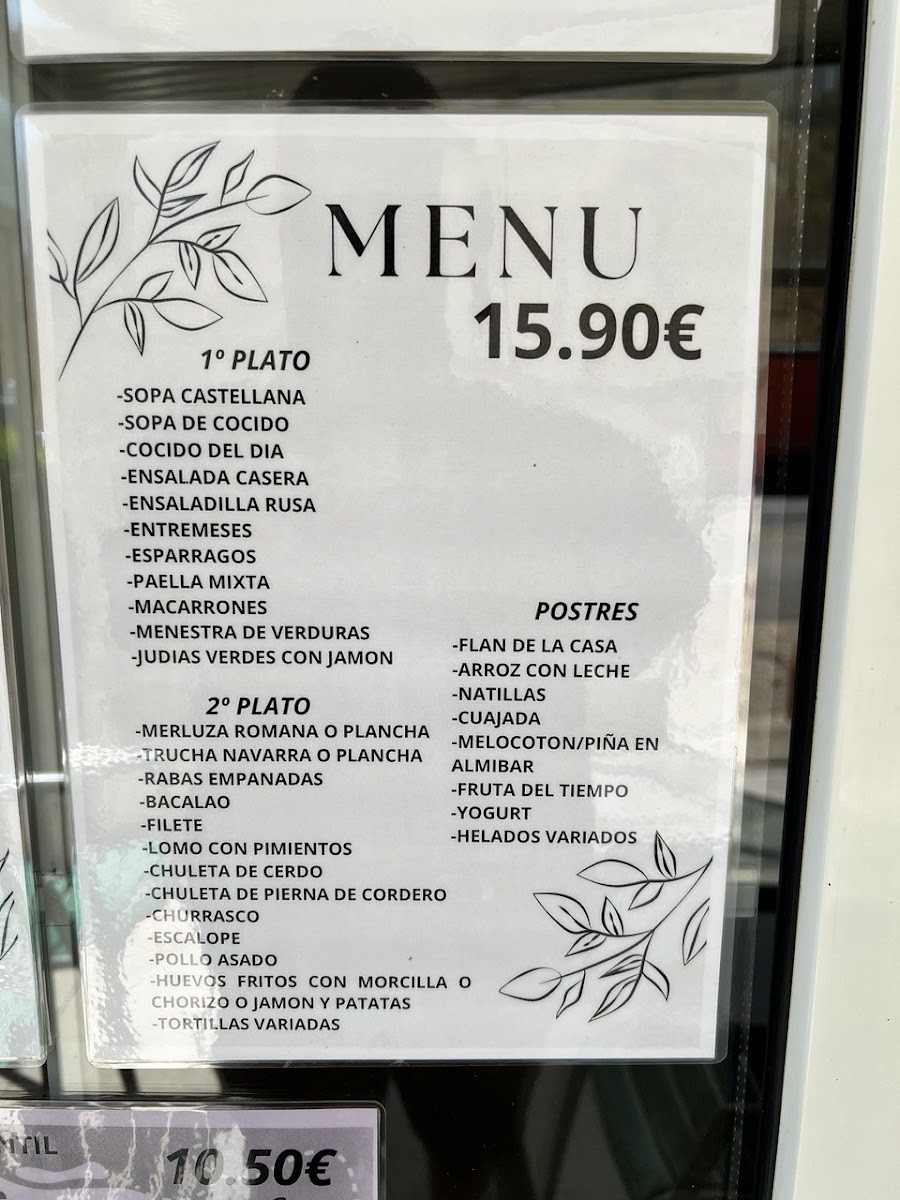 MENU
15.90€
1º PLATO
-SOPA CASTELLANA
-SOPA DE COCIDO
-COCIDO DEL DIA
-ENSALADA CASERA
-ENSALADILLA RUSA
-ENTREMESES
-ESPARRAGOS
-PAELLA MIXTA
-MACARRONES
-MENESTRA DE VERDURAS
-JUDIAS VERDES CON JAMON
2º PLATO
-MERLUZA ROMANA O PLANCHA
-TRUCHA NAVARRA O PLANCHA
-RABAS EMPANADAS
-BACALAO
-FILETE
-LOMO CON PIMIENTOS
-CHULETA DE CERDO
-CHULETA DE PIERNA DE CORDERO
-CHURRASCO
-ESCALOPE
-POLLO ASADO
-HUEVOS FRITOS CON MORCILLA O
CHORIZO O JAMON Y PATATAS
-TORTILLAS VARIADAS
POSTRES
-FLAN DE LA CASA
-ARROZ CON LECHE
-NATILLAS
-CUAJADA
-MELOCOTON/PIÑA EN
ALMIBAR
-FRUTA DEL TIEMPO
-YOGURT
-HELADOS VARIADOS
10.50€